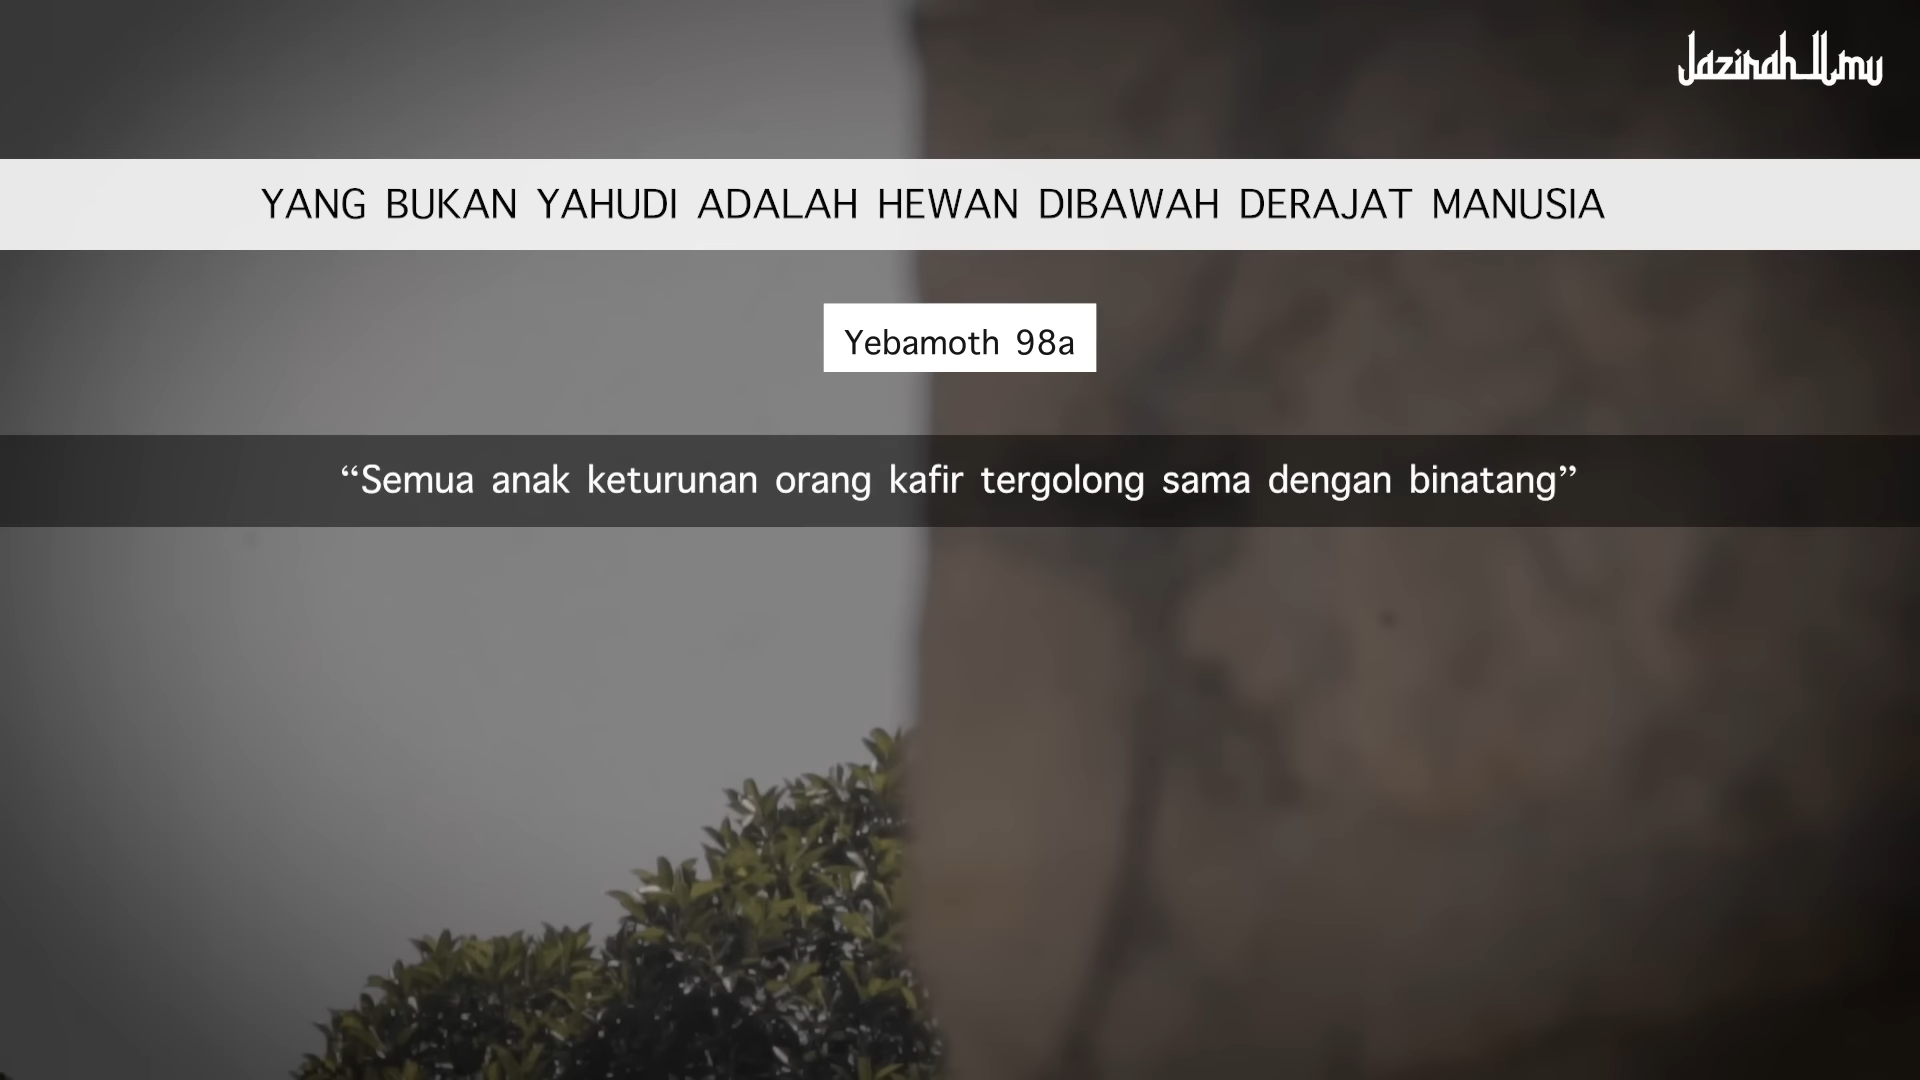 Jazirah Ilmu
YANG BUKAN YAHUDI ADALAH HEWAN DIBAWAH DERAJAT MANUSIA
Yebamoth 98a
“Semua anak keturunan orang kafir tergolong sama dengan binatang”